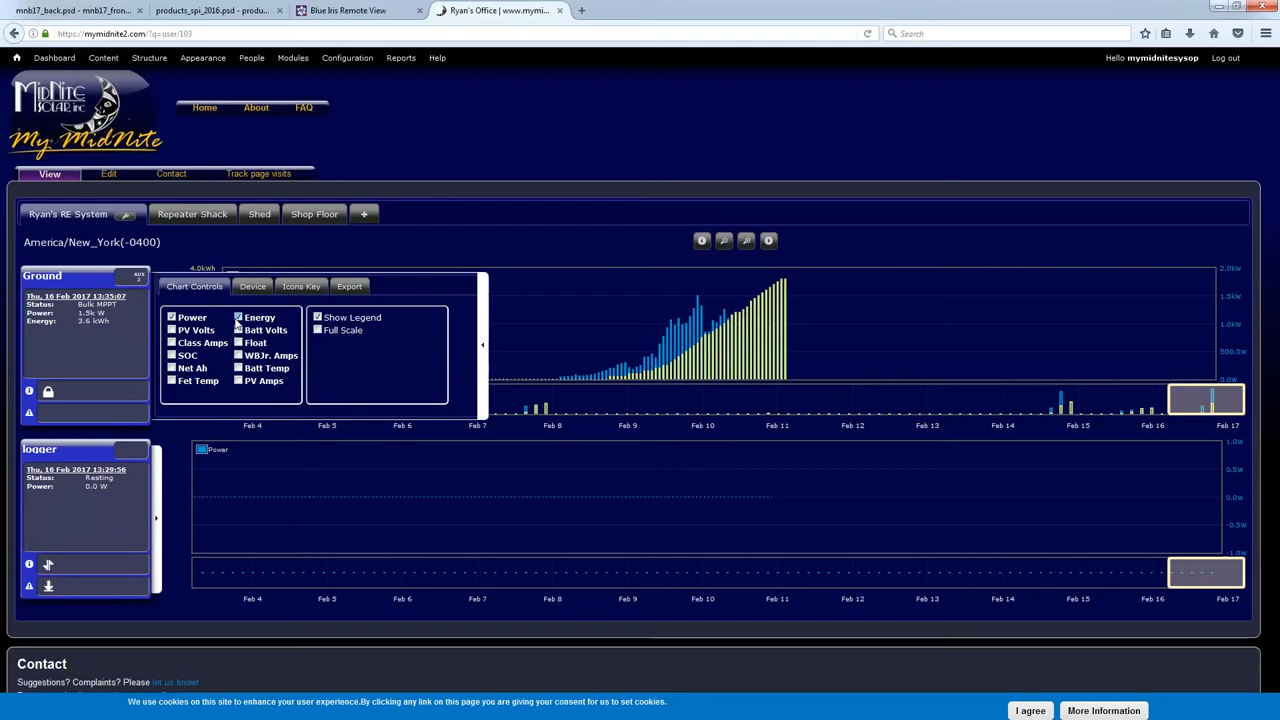 mnb17_back.psd - mnb17_fron...
products_spi_2016.psd - produ...
Blue Iris Remote View
Ryan's Office | www.mymi...
https://mymidnite2.com/?q=user/103
Search
Dashboard Content Structure Appearance People Modules Configuration Reports Help
Hello mymidnitesysop Log out
MIDNITE
SOLAR INC
My MidNite
Home About FAQ
View Edit Contact Track page visits
Ryan's RE System Repeater Shack Shed Shop Floor +
America/New_York(-0400)
Ground
AUX
2
Thu, 16 Feb 2017 13:35:07
Status: Bulk MPPT
Power: 1.5k W
Energy: 3.6 kWh
4.0kWh
Chart Controls Device Icons Key Export
Power Energy
PV Volts Batt Volts
Class Amps Float
SOC WBJr. Amps
Net Ah Batt Temp
Fet Temp PV Amps
Show Legend
Full Scale
2.0kW
1.5kW
1.0kW
500.0W
0.0W
Feb 4 Feb 5 Feb 6 Feb 7 Feb 8 Feb 9 Feb 10 Feb 11 Feb 12 Feb 13 Feb 14 Feb 15 Feb 16 Feb 17
logger
Thu, 16 Feb 2017 13:29:56
Status: Resting
Power: 0.0 W
Power
1.0W
0.5W
0.0W
-0.5W
-1.0W
Feb 4 Feb 5 Feb 6 Feb 7 Feb 8 Feb 9 Feb 10 Feb 11 Feb 12 Feb 13 Feb 14 Feb 15 Feb 16 Feb 17
Contact
Suggestions? Complaints? Please let us know!
We use cookies on this site to enhance your user experience.By clicking any link on this page you are giving your consent for us to set cookies.
I agree
More Information